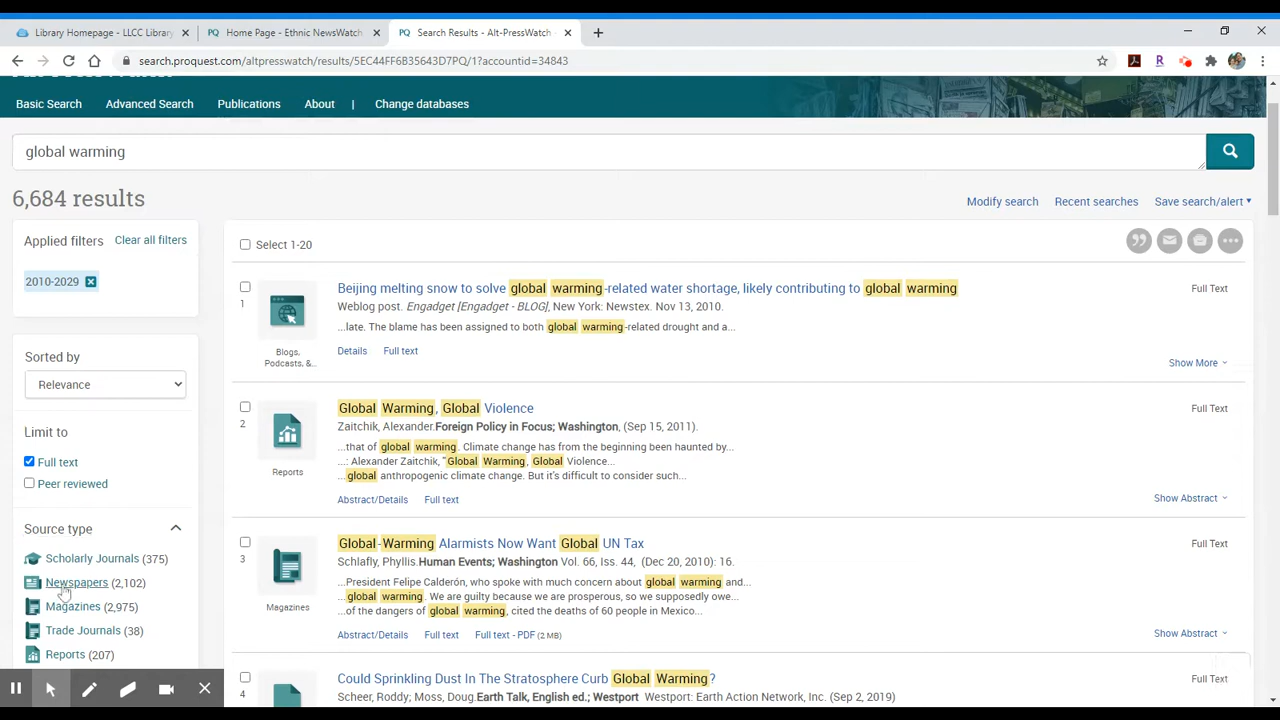 Library Homepage - LLCC Library
Home Page - Ethnic NewsWatch
Search Results - Alt-PressWatch
search.proquest.com/altpresswatch/results/5EC44FF6B3564317PQ/1?accountid=34843
Basic Search
Advanced Search
Publications
About
|
Change databases
global warming
6,684 results
Modify search
Recent searches
Save search/alert
Applied filters
Clear all filters
2010-2029
Sorted by
Relevance
Limit to
Full text
Peer reviewed
Source type
Scholarly Journals (375)
Newspapers (2,102)
Magazines (2,975)
Trade Journals (38)
Reports (207)
Select 1-20
1
Blogs,
Podcasts, &..
Beijing melting snow to solve global warming-related water shortage, likely contributing to global warming
Weblog post. Engadget [Engadget - BLOG], New York: Newstex. Nov 13, 2010.
...late. The blame has been assigned to both global warming-related drought and a...
Details Full text
Full Text
Show More
2
Reports
Global Warming, Global Violence
Zaitchik, Alexander.Foreign Policy in Focus; Washington, (Sep 15, 2011).
...that of global warming. Climate change has from the beginning been haunted by...
...: Alexander Zaitchik, "Global Warming, Global Violence...
...global anthropogenic climate change. But it's difficult to consider such...
Abstract/Details Full text
Full Text
Show Abstract
3
Magazines
Global-Warming Alarmists Now Want Global UN Tax
Schlafly, Phyllis.Human Events; Washington Vol. 66, Iss. 44, (Dec 20, 2010): 16.
...President Felipe Calderón, who spoke with much concern about global warming and...
...global warming. We are guilty because we are prosperous, so we supposedly owe...
...of the dangers of global warming, cited the deaths of 60 people in Mexico...
Abstract/Details Full text Full text - PDF (2 MB)
Full Text
Show Abstract
4
Could Sprinkling Dust In The Stratosphere Curb Global Warming?
Scheer, Roddy; Moss, Doug.Earth Talk, English ed.; Westport Westport: Earth Action Network, Inc. (Sep 2, 2019)
Full Text